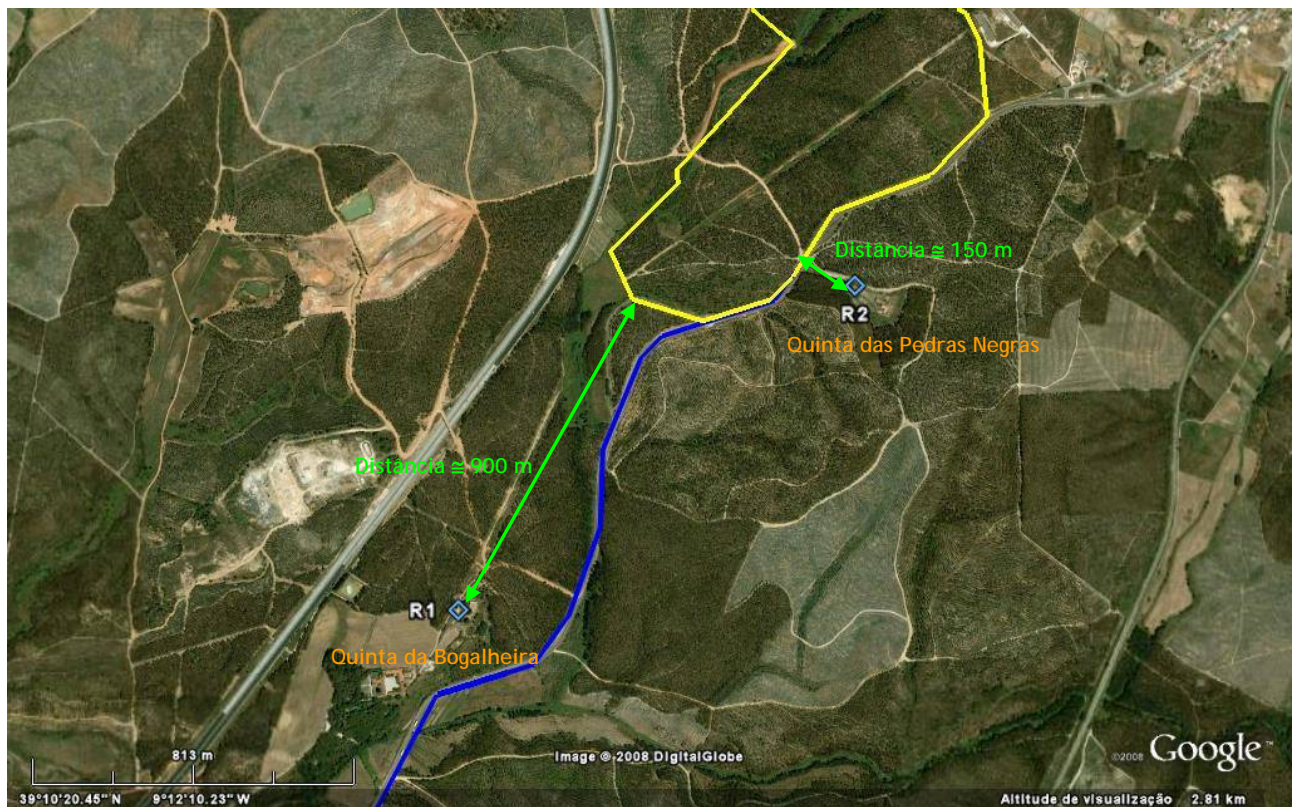 Distância ≅ 150 m
R2
Quinta das Pedras Negras
Distância ≅ 900 m
R1
Quinta da Bogalheira
813 m
Image © 2008 DigitalGlobe
©2008 Google™
39°10'20.45" N 9°12'10.23" W
Altitude de visualização 2.81 km